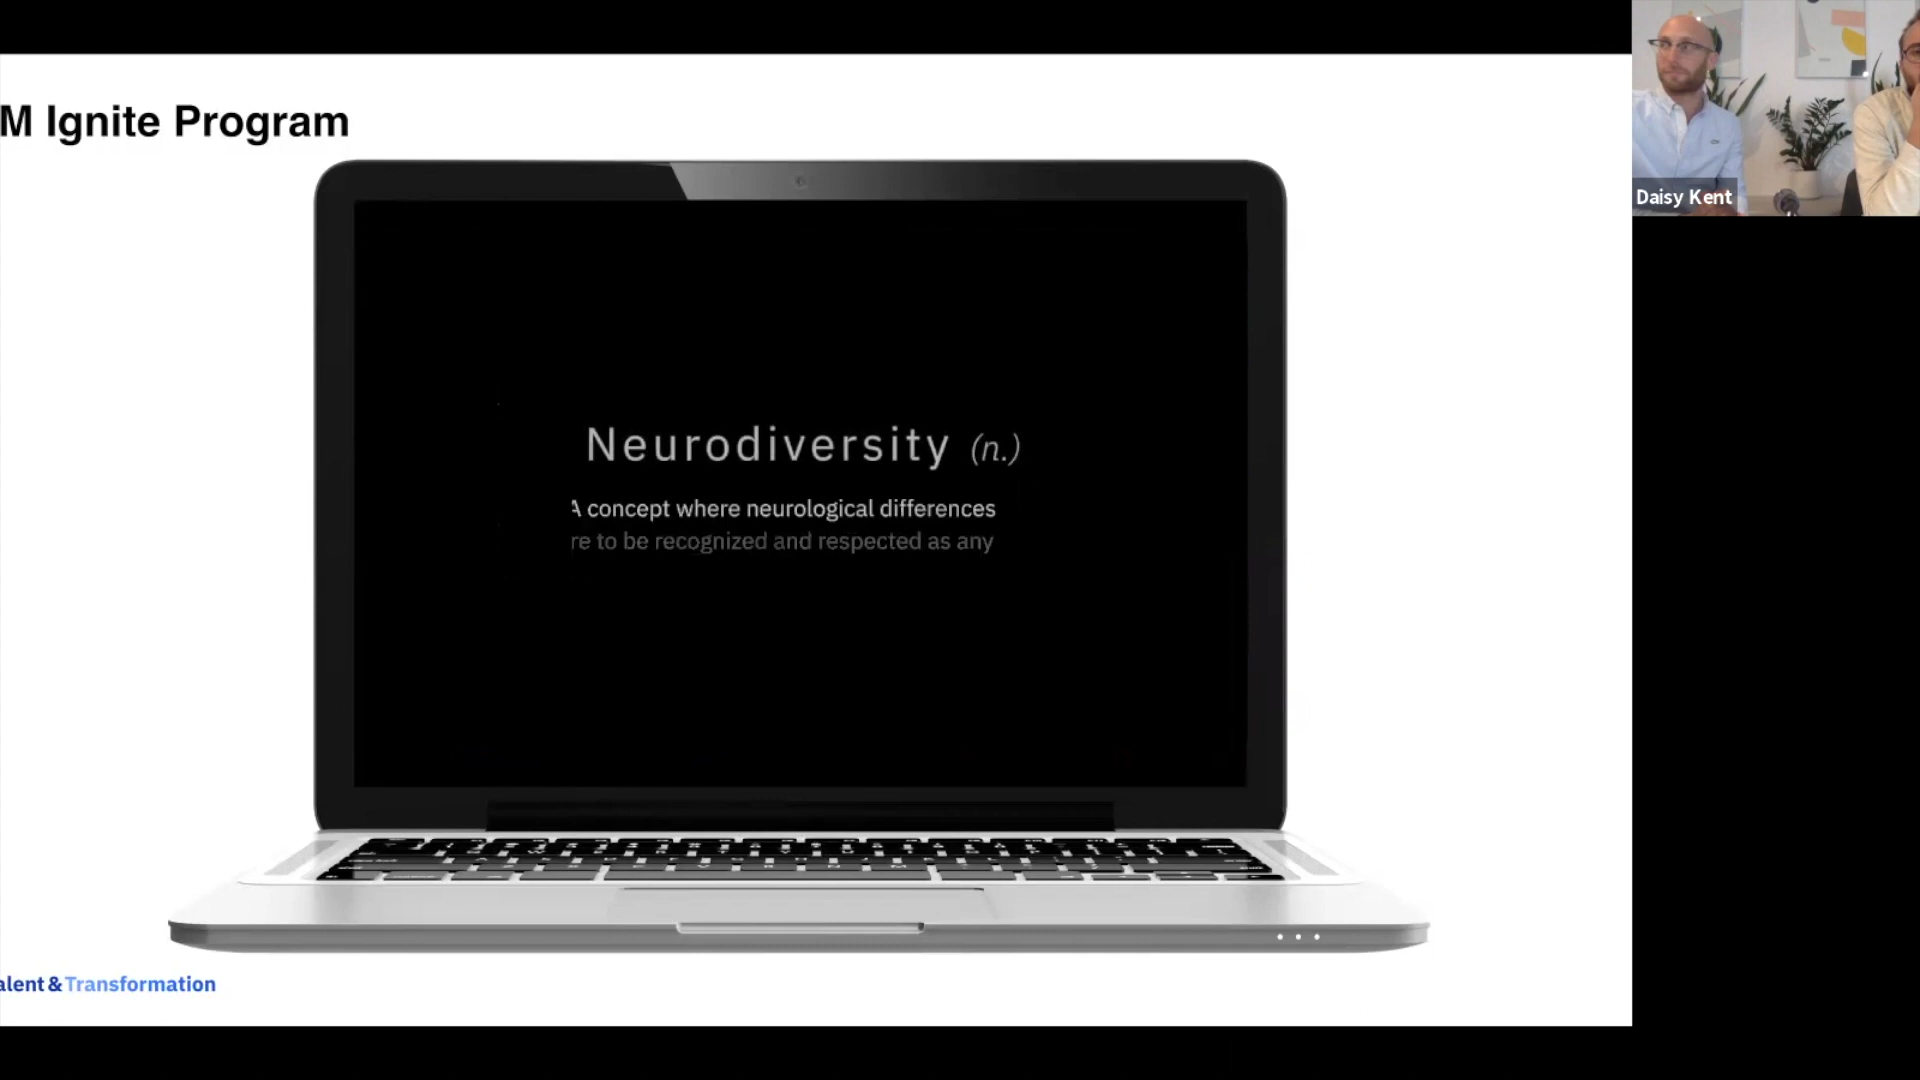 M Ignite Program
Daisy Kent
Neurodiversity (n.)
A concept where neurological differences
re to be recognized and respected as any
alent & Transformation